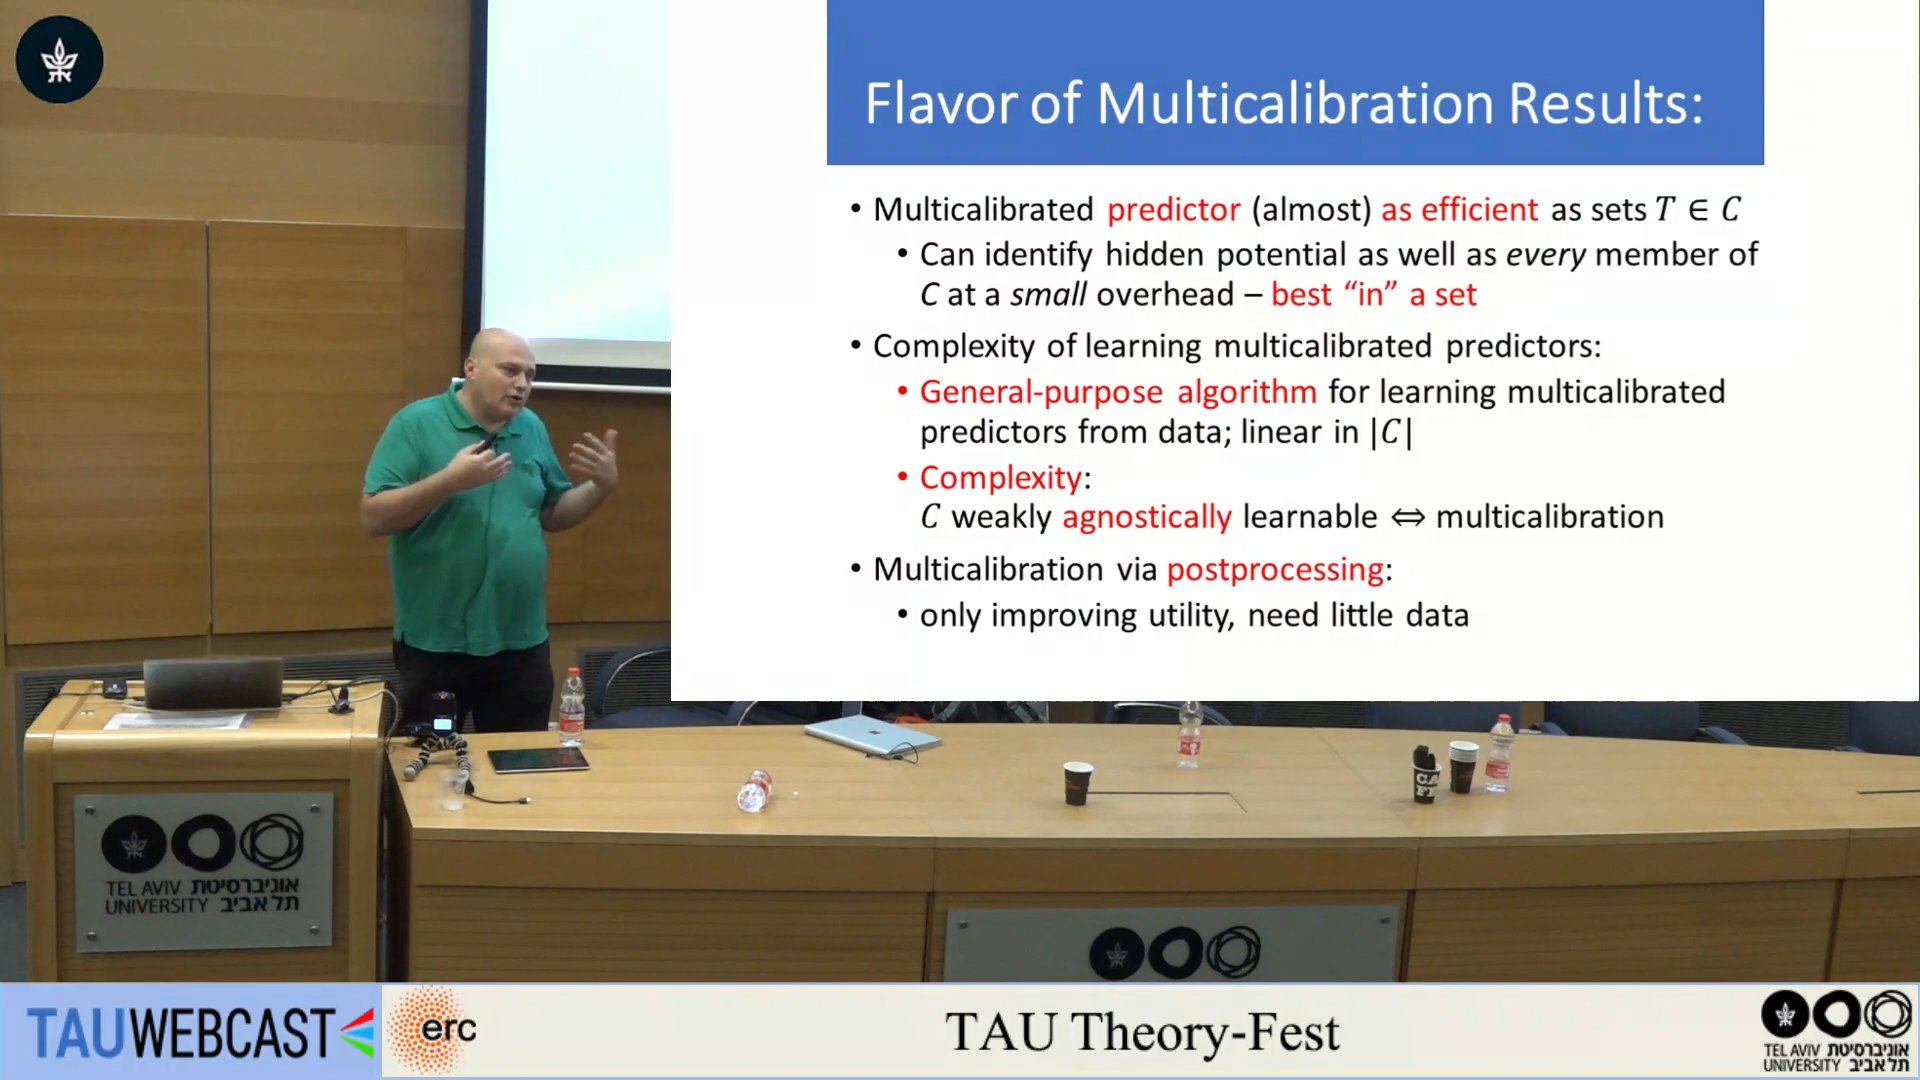 Flavor of Multicalibration Results:
• Multicalibrated predictor (almost) as efficient as sets T ∈ C
• Can identify hidden potential as well as every member of
C at a small overhead – best “in” a set
• Complexity of learning multicalibrated predictors:
• General-purpose algorithm for learning multicalibrated
predictors from data; linear in |C|
• Complexity:
C weakly agnostically learnable ⇔ multicalibration
• Multicalibration via postprocessing:
• only improving utility, need little data
CA
FE
TEL AVIV אוניברסיטת
UNIVERSITY תל אביב
TAUWEBCAST
erc
TAU Theory-Fest
TEL AVIV אוניברסיטת
UNIVERSITY תל אביב